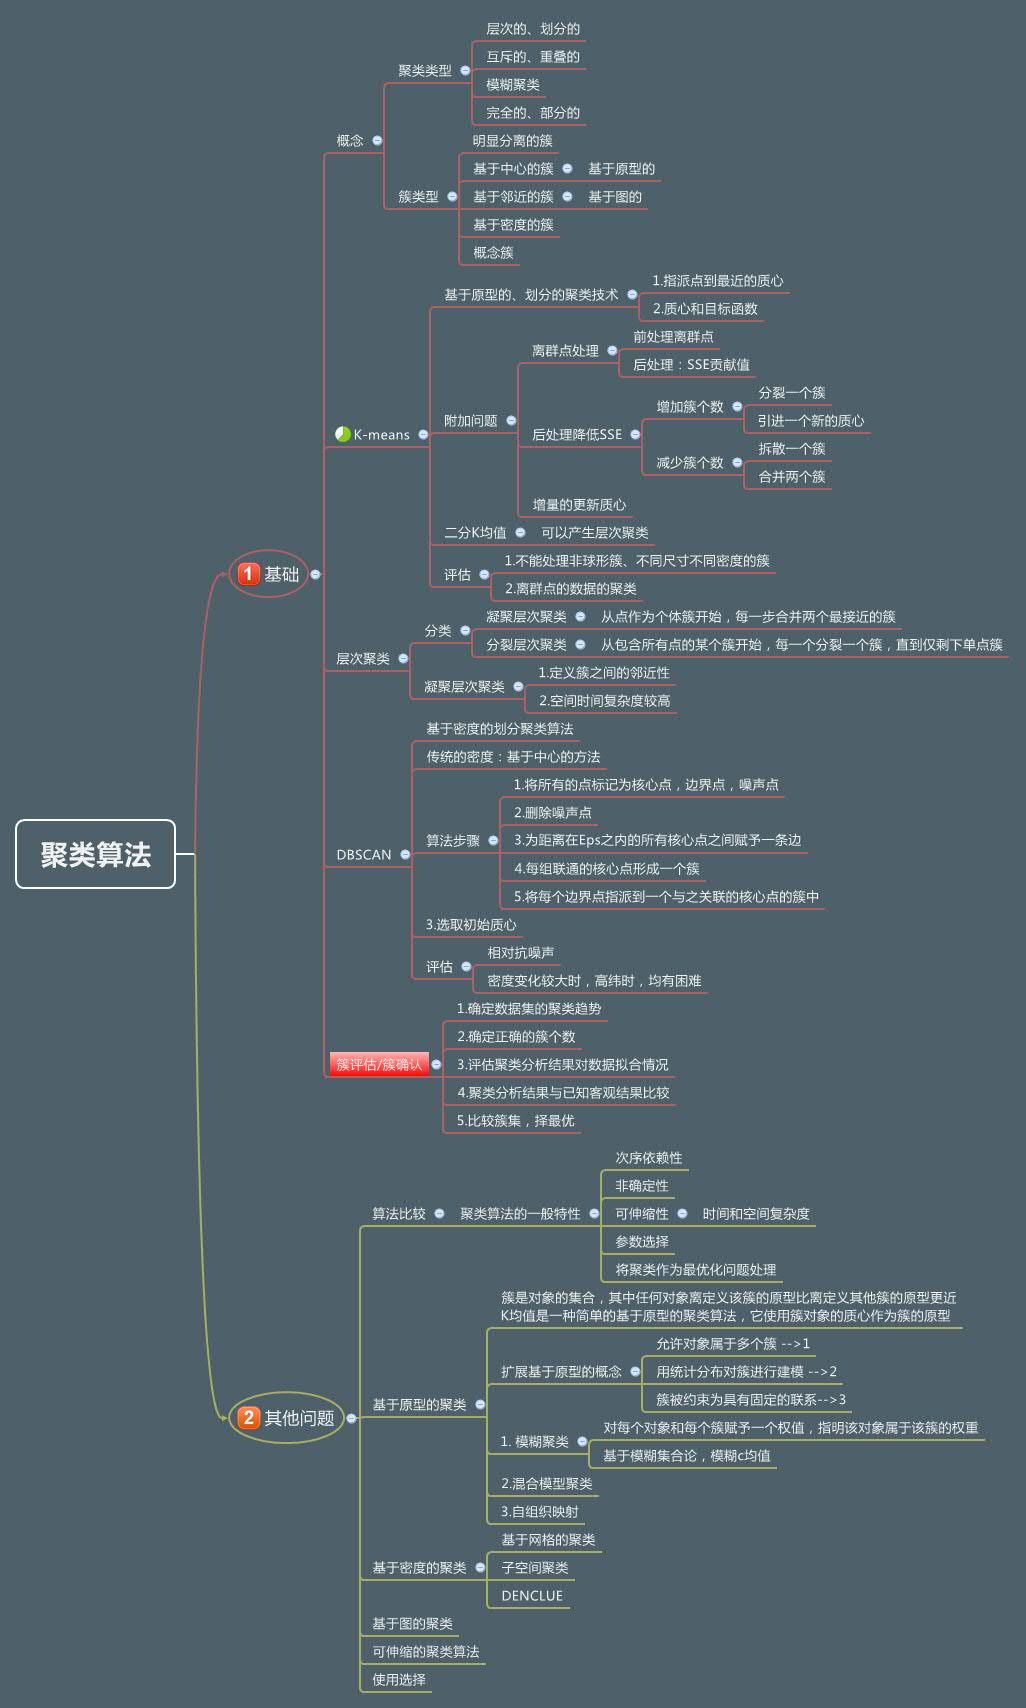 聚类算法
1 基础
概念
聚类类型
层次的、划分的
互斥的、重叠的
模糊聚类
完全的、部分的
簇类型
明显分离的簇
基于中心的簇
基于原型的
基于邻近的簇
基于图的
基于密度的簇
概念簇
K-means
基于原型的、划分的聚类技术
1.指派点到最近的质心
2.质心和目标函数
附加问题
离群点处理
前处理离群点
后处理：SSE贡献值
后处理降低SSE
增加簇个数
分裂一个簇
引进一个新的质心
减少簇个数
拆散一个簇
合并两个簇
增量的更新质心
二分K均值
可以产生层次聚类
评估
1.不能处理非球形簇、不同尺寸不同密度的簇
2.离群点的数据的聚类
层次聚类
分类
凝聚层次聚类
从点作为个体簇开始，每一步合并两个最接近的簇
分裂层次聚类
从包含所有点的某个簇开始，每一个分裂一个簇，直到仅剩下单点簇
凝聚层次聚类
1.定义簇之间的邻近性
2.空间时间复杂度较高
DBSCAN
基于密度的划分聚类算法
传统的密度：基于中心的方法
算法步骤
1.将所有的点标记为核心点，边界点，噪声点
2.删除噪声点
3.为距离在Eps之内的所有核心点之间赋予一条边
4.每组联通的核心点形成一个簇
5.将每个边界点指派到一个与之关联的核心点的簇中
3.选取初始质心
评估
相对抗噪声
密度变化较大时，高纬时，均有困难
簇评估/簇确认
1.确定数据集的聚类趋势
2.确定正确的簇个数
3.评估聚类分析结果对数据拟合情况
4.聚类分析结果与已知客观结果比较
5.比较簇集，择最优
2 其他问题
算法比较
聚类算法的一般特性
次序依赖性
非确定性
可伸缩性
时间和空间复杂度
参数选择
将聚类作为最优化问题处理
基于原型的聚类
簇是对象的集合，其中任何对象离定义该簇的原型比离定义其他簇的原型更近
K均值是一种简单的基于原型的聚类算法，它使用簇对象的质心作为簇的原型
扩展基于原型的概念
允许对象属于多个簇 -->1
用统计分布对簇进行建模 -->2
簇被约束为具有固定的联系-->3
1. 模糊聚类
对每个对象和每个簇赋予一个权值，指明该对象属于该簇的权重
基于模糊集合论，模糊c均值
2.混合模型聚类
3.自组织映射
基于密度的聚类
基于网格的聚类
子空间聚类
DENCLUE
基于图的聚类
可伸缩的聚类算法
使用选择